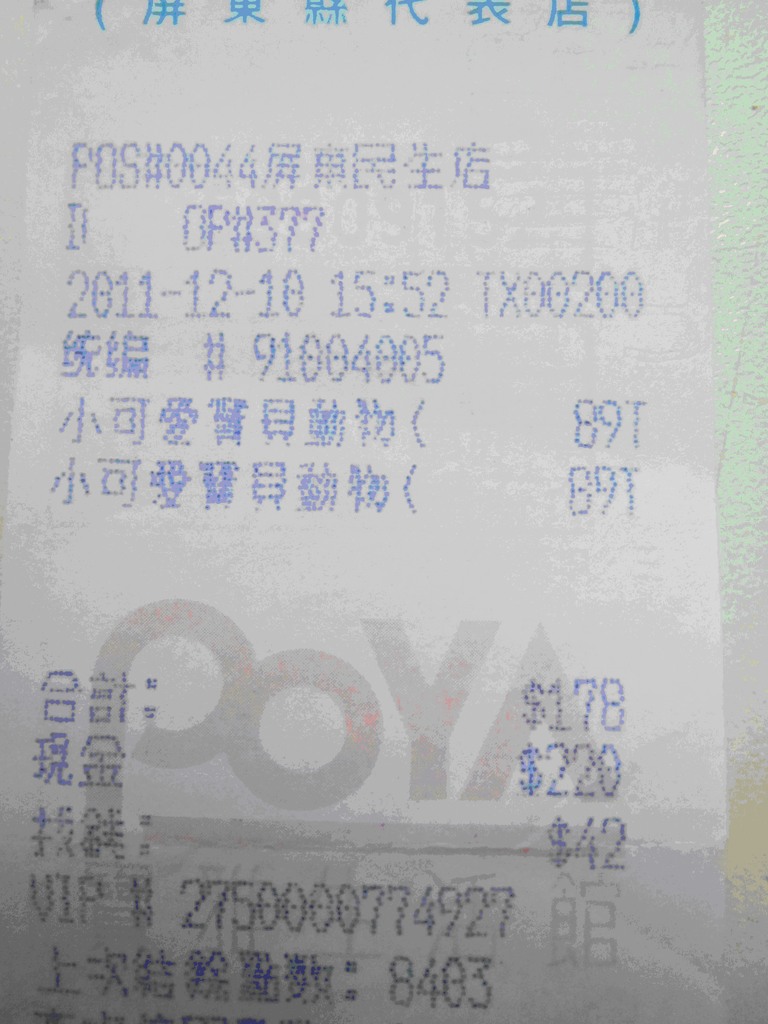 (屏東縣代表店)
POS#0044屏東民生店
OP#377
2011-12-10 15:52 TX00200
統編 # 91004005
小可愛寶貝動物( 89T
小可愛寶貝動物( 89T
POYA
合計: $178
現金 $220
找餘: $42
VIP # 2750000774927
館
上次結餘點數: 8403